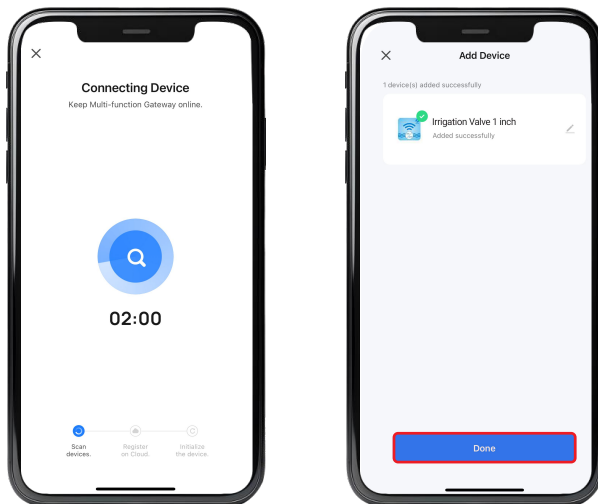 Connecting Device
Keep Multi-function Gateway online.
02:00
Scan
devices.
Register
on Cloud.
Initialize
the device.
Add Device
1 device(s) added successfully
Irrigation Valve 1 inch
Added successfully
Done